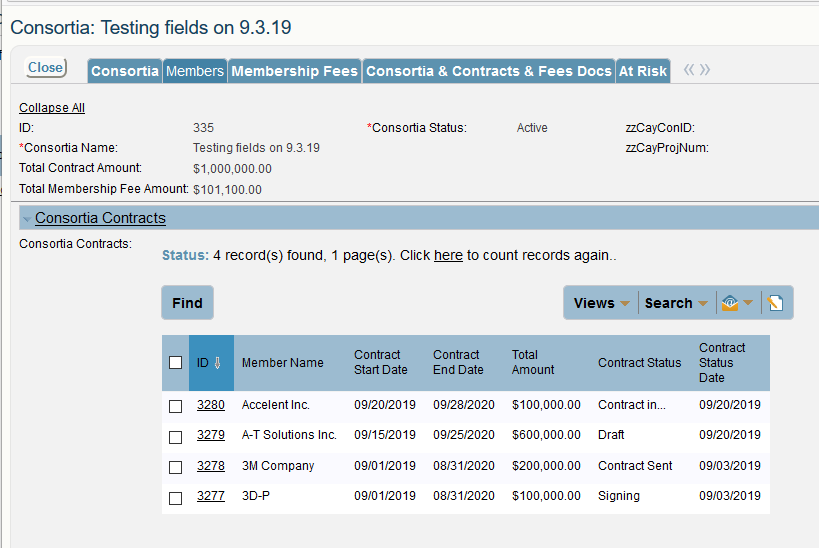 Consortia: Testing fields on 9.3.19
Close Consortia Members Membership Fees Consortia & Contracts & Fees Docs At Risk
Collapse All
ID: 335 *Consortia Status: Active zzCayConID:
*Consortia Name: Testing fields on 9.3.19 zzCayProjNum:
Total Contract Amount: $1,000,000.00
Total Membership Fee Amount: $101,100.00
Consortia Contracts
Consortia Contracts:
Status: 4 record(s) found, 1 page(s). Click here to count records again..
Find Views Search
ID Member Name Contract Start Date Contract End Date Total Amount Contract Status Contract Status Date
3280 Accelent Inc. 09/20/2019 09/28/2020 $100,000.00 Contract in... 09/20/2019
3279 A-T Solutions Inc. 09/15/2019 09/25/2020 $600,000.00 Draft 09/20/2019
3278 3M Company 09/01/2019 08/31/2020 $200,000.00 Contract Sent 09/03/2019
3277 3D-P 09/01/2019 08/31/2020 $100,000.00 Signing 09/03/2019